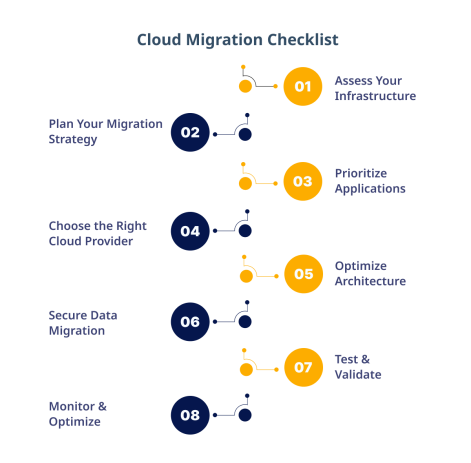 Cloud Migration Checklist
01
Assess Your
Infrastructure
Plan Your Migration
Strategy
02
03
Prioritize
Applications
Choose the Right
Cloud Provider
04
05
Optimize
Architecture
Secure Data
Migration
06
07
Test &
Validate
Monitor &
Optimize
08